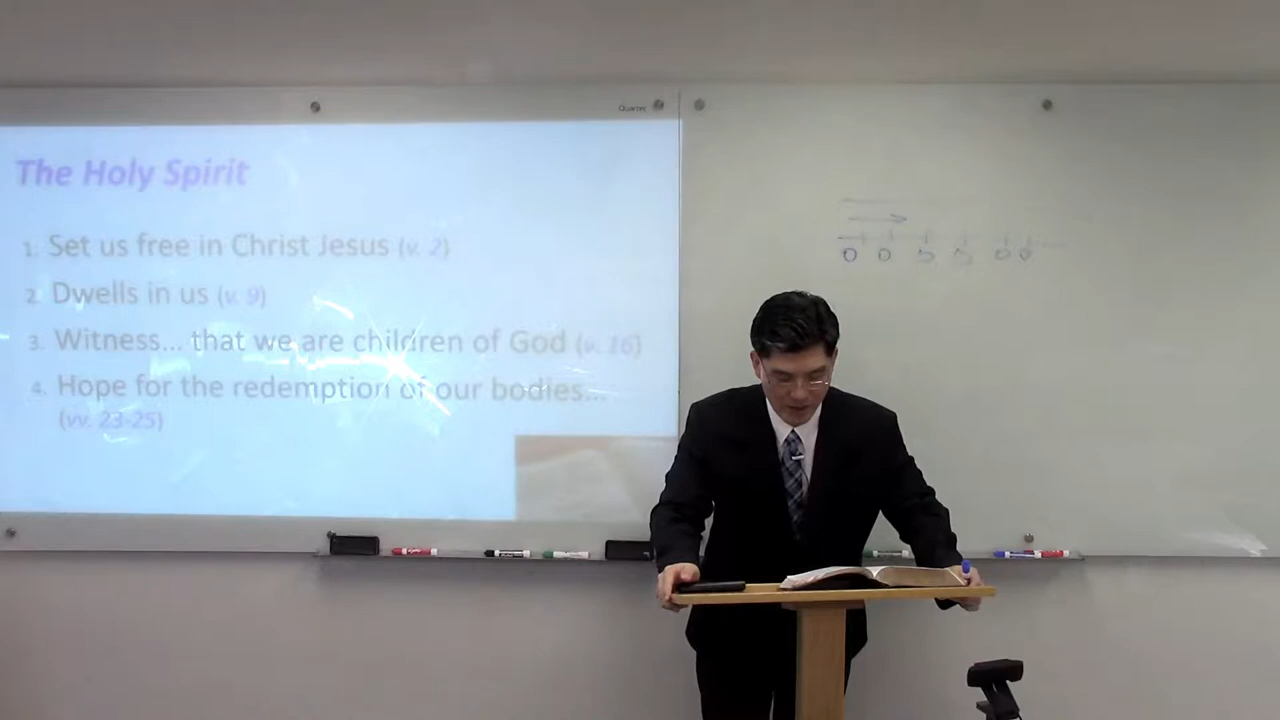 Quartet
The Holy Spirit
1. Set us free in Christ Jesus (v. 2)
2. Dwells in us (v. 9)
3. Witness... that we are children of God (v. 16)
4. Hope for the redemption of our bodies...
(vv. 23-25)